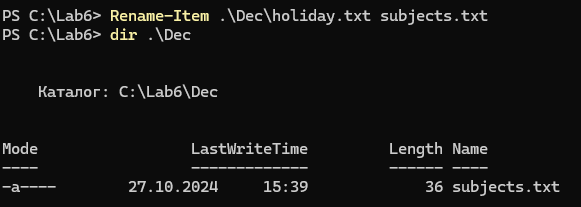 PS C:\Lab6> Rename-Item .\Dec\holiday.txt subjects.txt
PS C:\Lab6> dir .\Dec
Каталог: C:\Lab6\Dec
Mode                 LastWriteTime         Length Name
----                 -------------         ------ ----
-a----        27.10.2024     15:39             36 subjects.txt